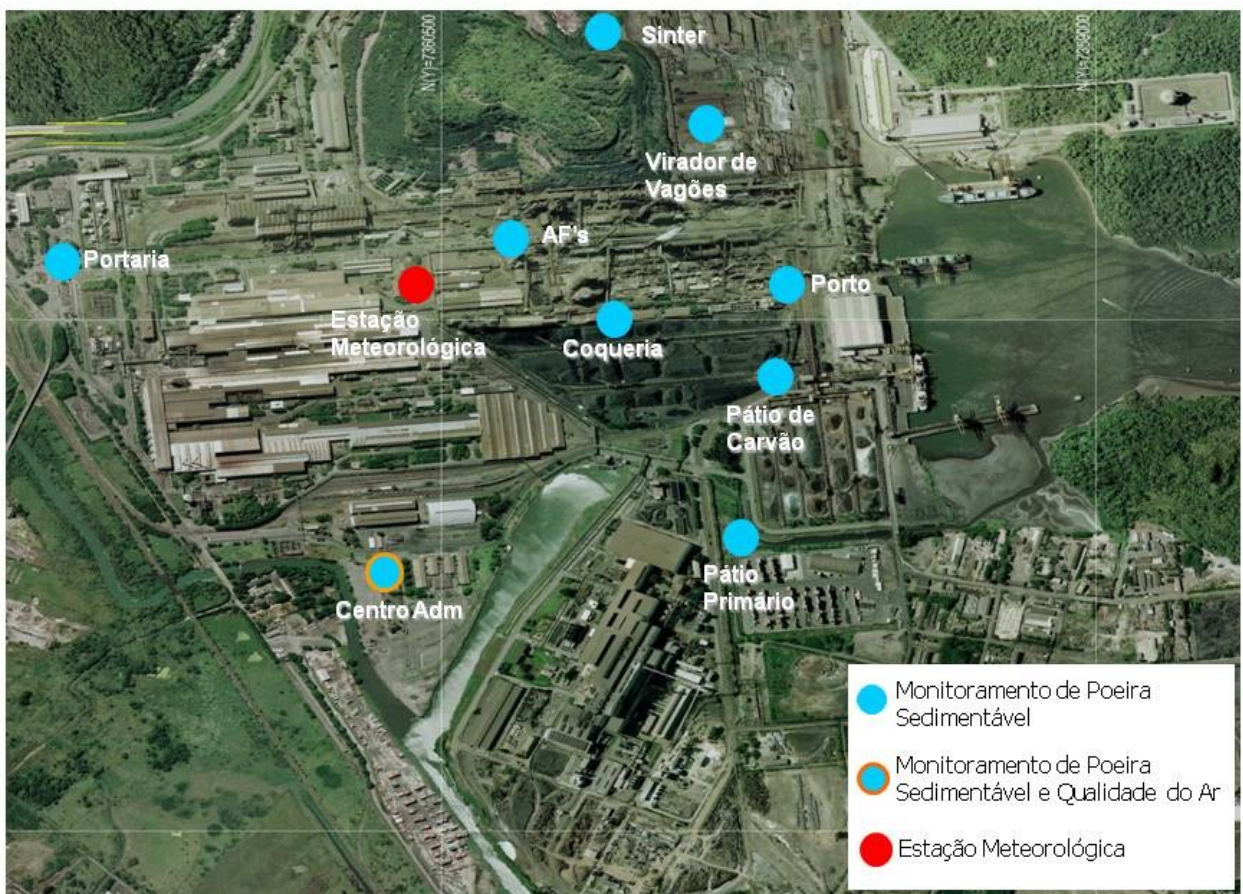 N(Y)=7360500
Sinter
Virador de
Vagões
AF's
Portaria
Porto
Estação
Meteorológica
Coqueria
Pátio de
Carvão
Pátio
Primário
Centro Adm
Monitoramento de Poeira
Sedimentável
Monitoramento de Poeira
Sedimentável e Qualidade do Ar
Estação Meteorológica